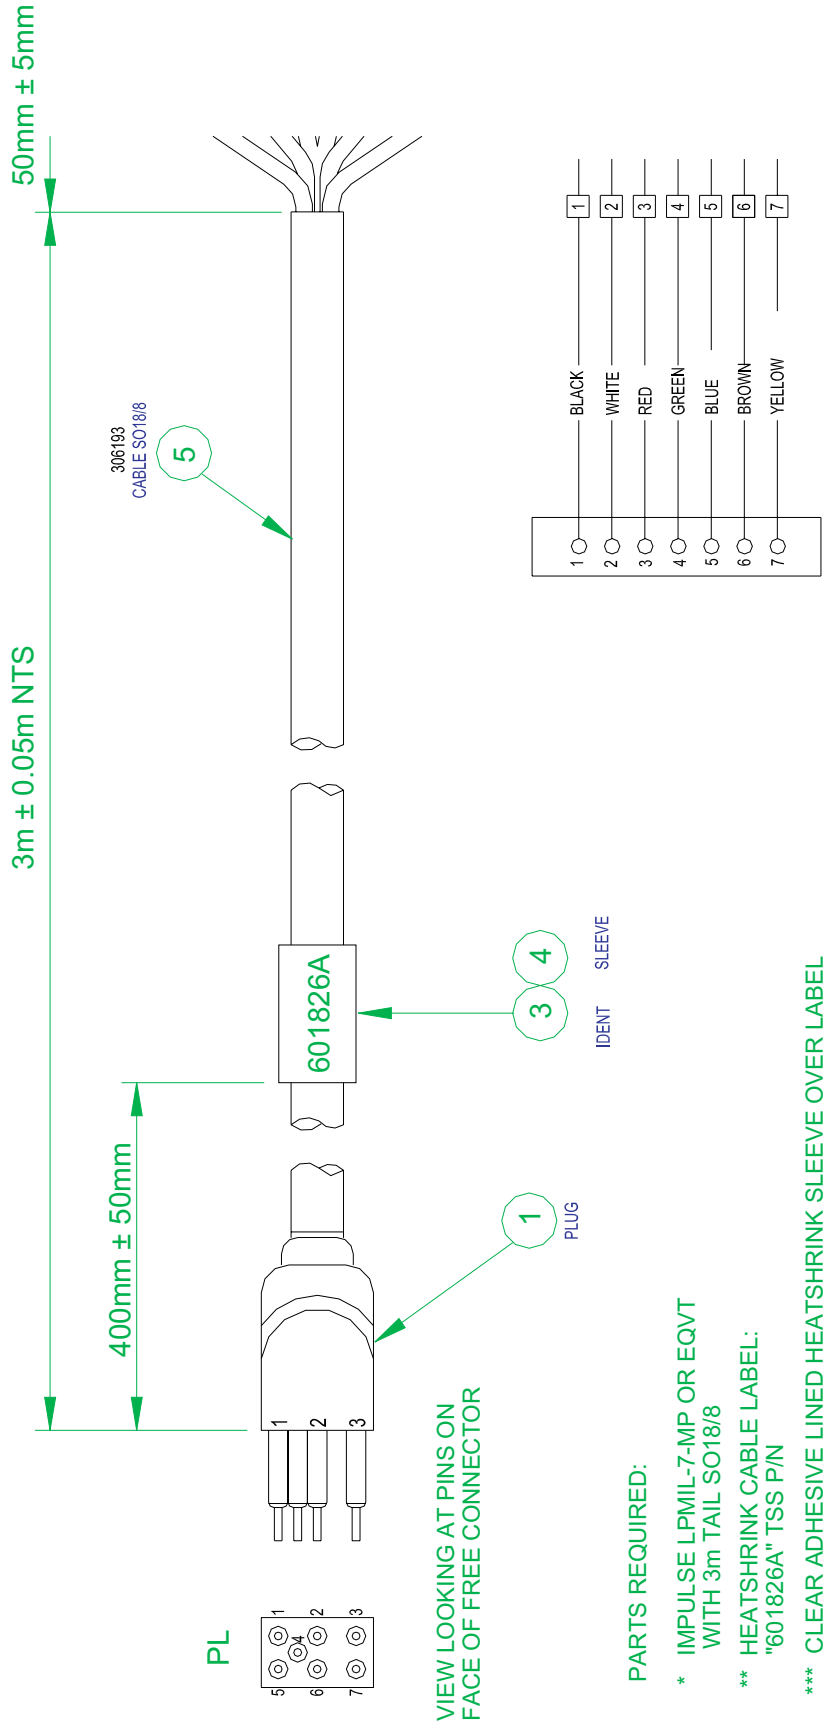 50mm ± 5mm
3m ± 0.05m NTS
306193
CABLE SO18/8
5
400mm ± 50mm
601826A
3
4
IDENT
SLEEVE
1
PLUG
1
2
3
PL
5
6
7
4
1
2
3
VIEW LOOKING AT PINS ON
FACE OF FREE CONNECTOR
1 BLACK 1
2 WHITE 2
3 RED 3
4 GREEN 4
5 BLUE 5
6 BROWN 6
7 YELLOW 7
PARTS REQUIRED:
* IMPULSE LPMIL-7-MP OR EQVT
WITH 3m TAIL SO18/8
** HEATSHRINK CABLE LABEL:
"601826A" TSS P/N
*** CLEAR ADHESIVE LINED HEATSHRINK SLEEVE OVER LABEL